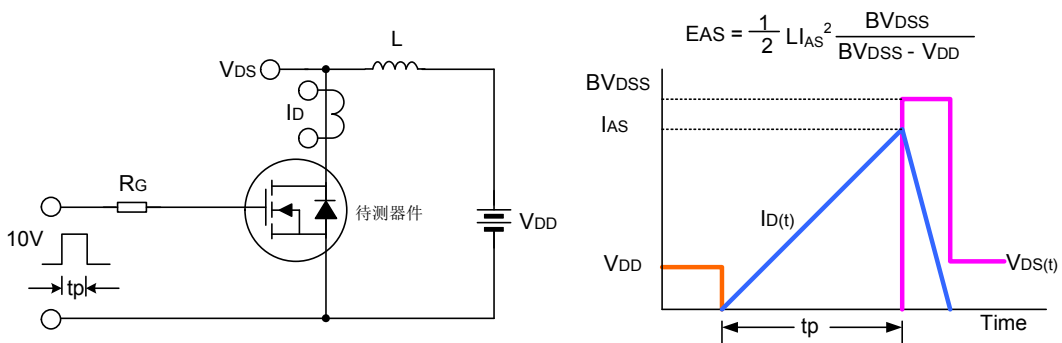 VDS
L
ID
RG
待测器件
VDD
10V
tp
EAS = 1/2 LIAS² BVDSS / BVDSS - VDD
BVDSS
IAS
ID(t)
VDD
VDS(t)
tp
Time